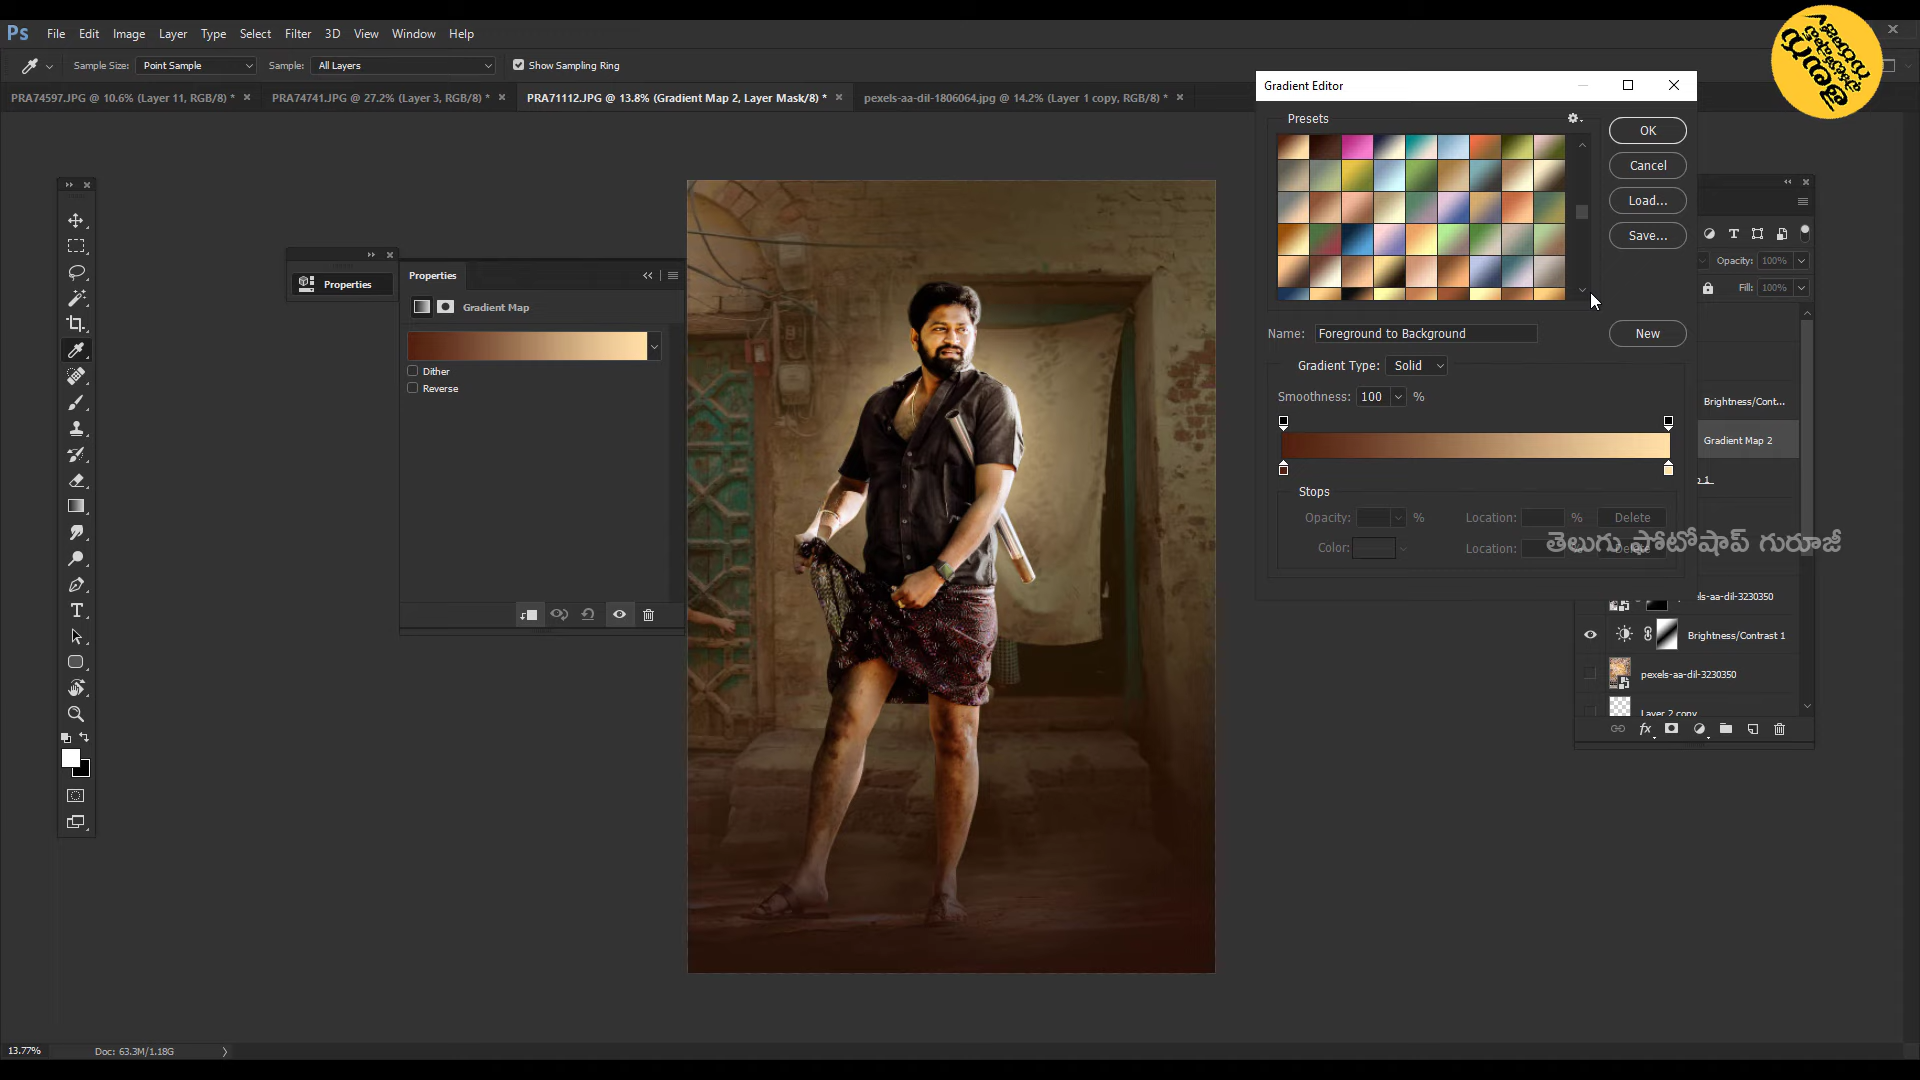 Ps File Edit Image Layer Type Select Filter 3D View Window Help
Sample Size: Point Sample Sample: All Layers Show Sampling Ring
PRA74597.JPG @ 10.6% (Layer 11, RGB/8) * PRA74741.JPG @ 27.2% (Layer 3, RGB/8) * PRA71112.JPG @ 13.8% (Gradient Map 2, Layer Mask/8) * pexels-aa-dil-1806064.jpg @ 14.2% (Layer 1 copy, RGB/8) *
Gradient Editor
Presets
OK
Cancel
Load...
Save...
Name: Foreground to Background New
Gradient Type: Solid
Smoothness: 100 %
Stops
Opacity: % Location: % Delete
Color: Location: Delete
తెలుగు ఫోటోషాప్ గురూజీ
Properties
Properties
Gradient Map
Dither
Reverse
Opacity: 100%
Fill: 100%
Brightness/Cont...
Gradient Map 2
ls-aa-dil-3230350
Brightness/Contrast 1
pexels-aa-dil-3230350
Layer 2 copy
13.77% Doc: 63.3M/1.18G